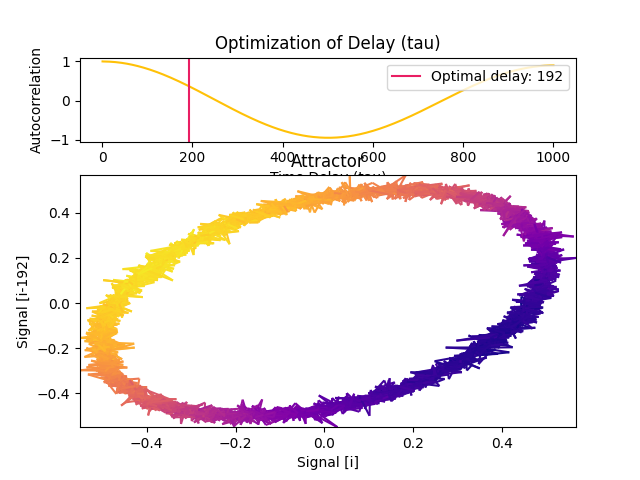 Optimization of Delay (tau)
Autocorrelation
1
0
−1
Optimal delay: 192
0 200 400 600 800 1000
Time Delay (tau)
Attractor
Signal [i-192]
0.4
0.2
0.0
−0.2
−0.4
−0.4 −0.2 0.0 0.2 0.4
Signal [i]